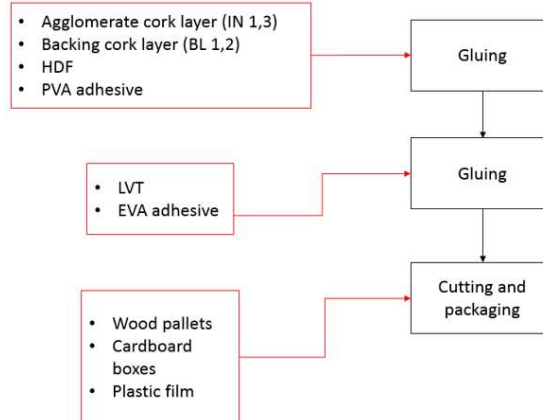 • Agglomerate cork layer (IN 1,3)
• Backing cork layer (BL 1,2)
• HDF
• PVA adhesive
Gluing
• LVT
• EVA adhesive
Gluing
• Wood pallets
• Cardboard
boxes
• Plastic film
Cutting and
packaging